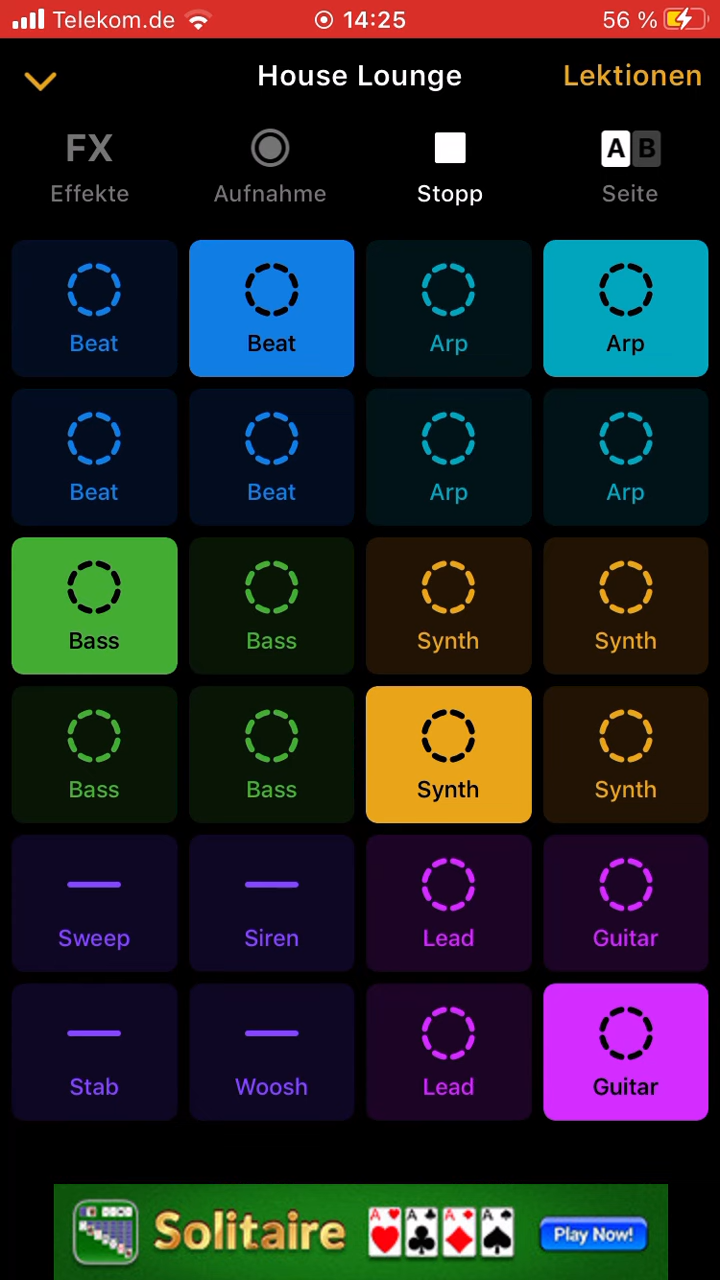 Telekom.de 14:25 56 %
House Lounge Lektionen
FX A B
Effekte Aufnahme Stopp Seite
Beat Beat Arp Arp
Beat Beat Arp Arp
Bass Bass Synth Synth
Bass Bass Synth Synth
Sweep Siren Lead Guitar
Stab Woosh Lead Guitar
Solitaire A A A A Play Now!